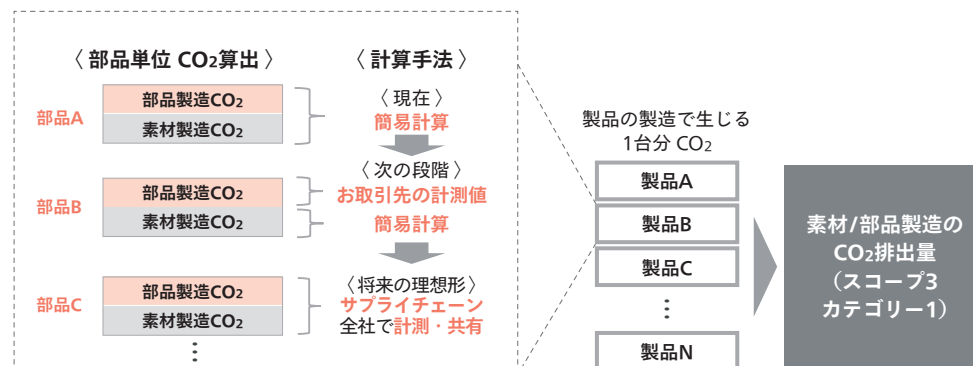 〈 部品単位 CO₂算出 〉
〈 計算手法 〉
部品A
部品製造CO₂
素材製造CO₂
〈 現在 〉
簡易計算
部品B
部品製造CO₂
素材製造CO₂
〈次の段階〉
お取引先の計測値
簡易計算
部品C
部品製造CO₂
素材製造CO₂
〈将来の理想形〉
サプライチェーン
全社で計測・共有
製品の製造で生じる
1台分 CO₂
製品A
製品B
製品C
製品N
素材/部品製造の
CO₂排出量
（スコープ3
カテゴリー1）